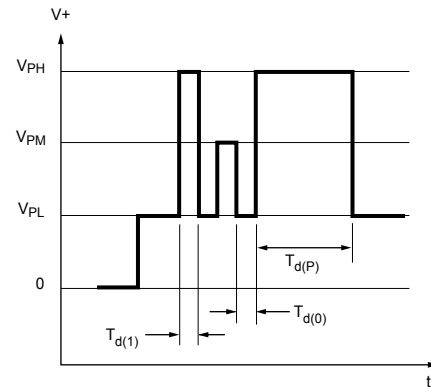 V+
VPH
VPM
VPL
0
Td(P)
Td(0)
Td(1)
t